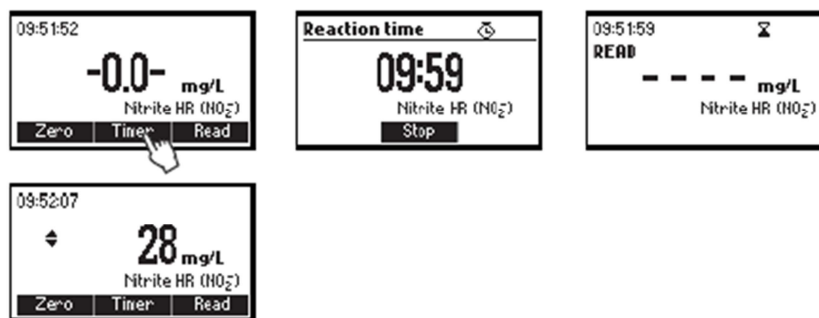 09:51:52
-0.0- mg/L
Nitrite HR (NO₂⁻)
Zero Timer Read
Reaction time
09:59
Nitrite HR (NO₂⁻)
Stop
09:51:59
READ
- - - - mg/L
Nitrite HR (NO₂⁻)
09:52:07
28 mg/L
Nitrite HR (NO₂⁻)
Zero Timer Read